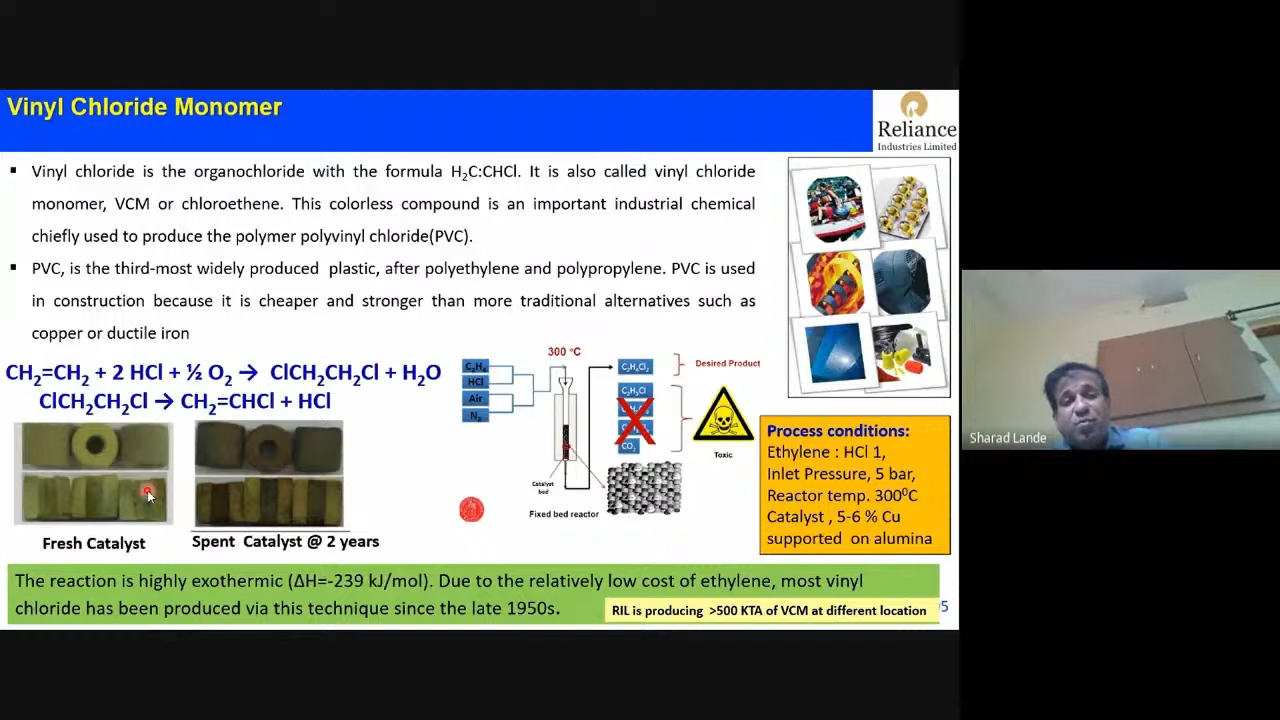 Vinyl Chloride Monomer
Reliance
Industries Limited
▪ Vinyl chloride is the organochloride with the formula H₂C:CHCl. It is also called vinyl chloride
monomer, VCM or chloroethene. This colorless compound is an important industrial chemical
chiefly used to produce the polymer polyvinyl chloride(PVC).
▪ PVC, is the third-most widely produced plastic, after polyethylene and polypropylene. PVC is used
in construction because it is cheaper and stronger than more traditional alternatives such as
copper or ductile iron
CH₂=CH₂ + 2 HCl + ½ O₂ → ClCH₂CH₂Cl + H₂O
ClCH₂CH₂Cl → CH₂=CHCl + HCl
Fresh Catalyst
Spent Catalyst @ 2 years
300 °C
C₂H₄
HCl
Air
N₂
C₂H₄Cl₂
C₂H₅Cl
CO₂
Desired Product
Toxic
Catalyst
bed
Fixed bed reactor
Process conditions:
Ethylene : HCl 1,
Inlet Pressure, 5 bar,
Reactor temp. 300⁰C
Catalyst , 5-6 % Cu
supported on alumina
The reaction is highly exothermic (ΔH=-239 kJ/mol). Due to the relatively low cost of ethylene, most vinyl
chloride has been produced via this technique since the late 1950s.
RIL is producing >500 KTA of VCM at different location
Sharad Lande